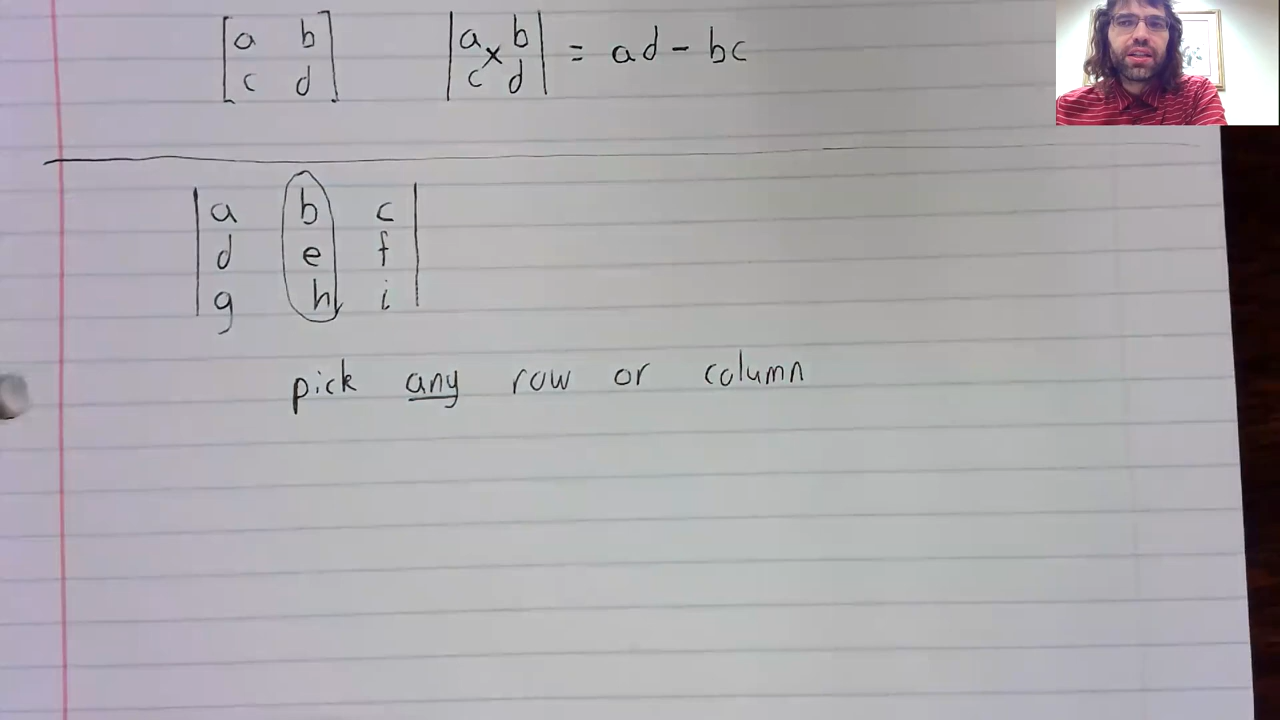 [a b] |a x b| = ad - bc
[c d] |c d|
|a b c|
|d e f|
|g h i|
pick any row or column